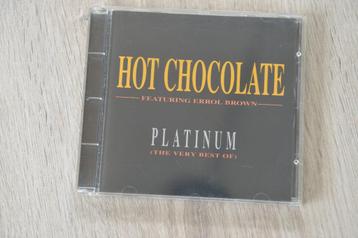 HOT CHOCOLATE
FEATURING ERROL BROWN
PLATINUM
(THE VERY BEST OF)